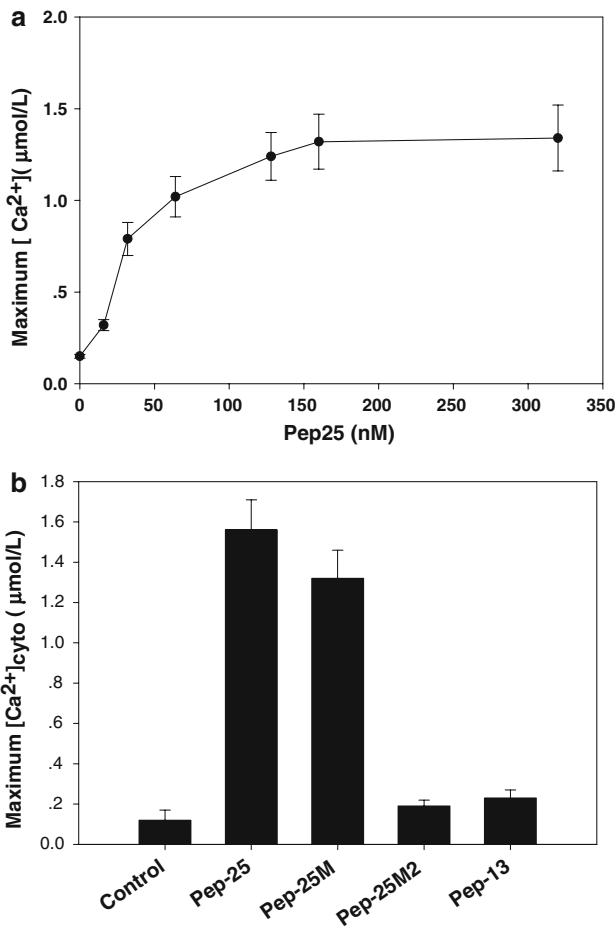 a
Maximum [ Ca2+]( μmol/L)
2.0
1.5
1.0
.5
0.0
0 50 100 150 200 250 300 350
Pep25 (nM)
b
Maximum [Ca2+]cyto ( μmol/L)
1.8
1.6
1.4
1.2
1.0
.8
.6
.4
.2
0.0
Control Pep-25 Pep-25M Pep-25M2 Pep-13